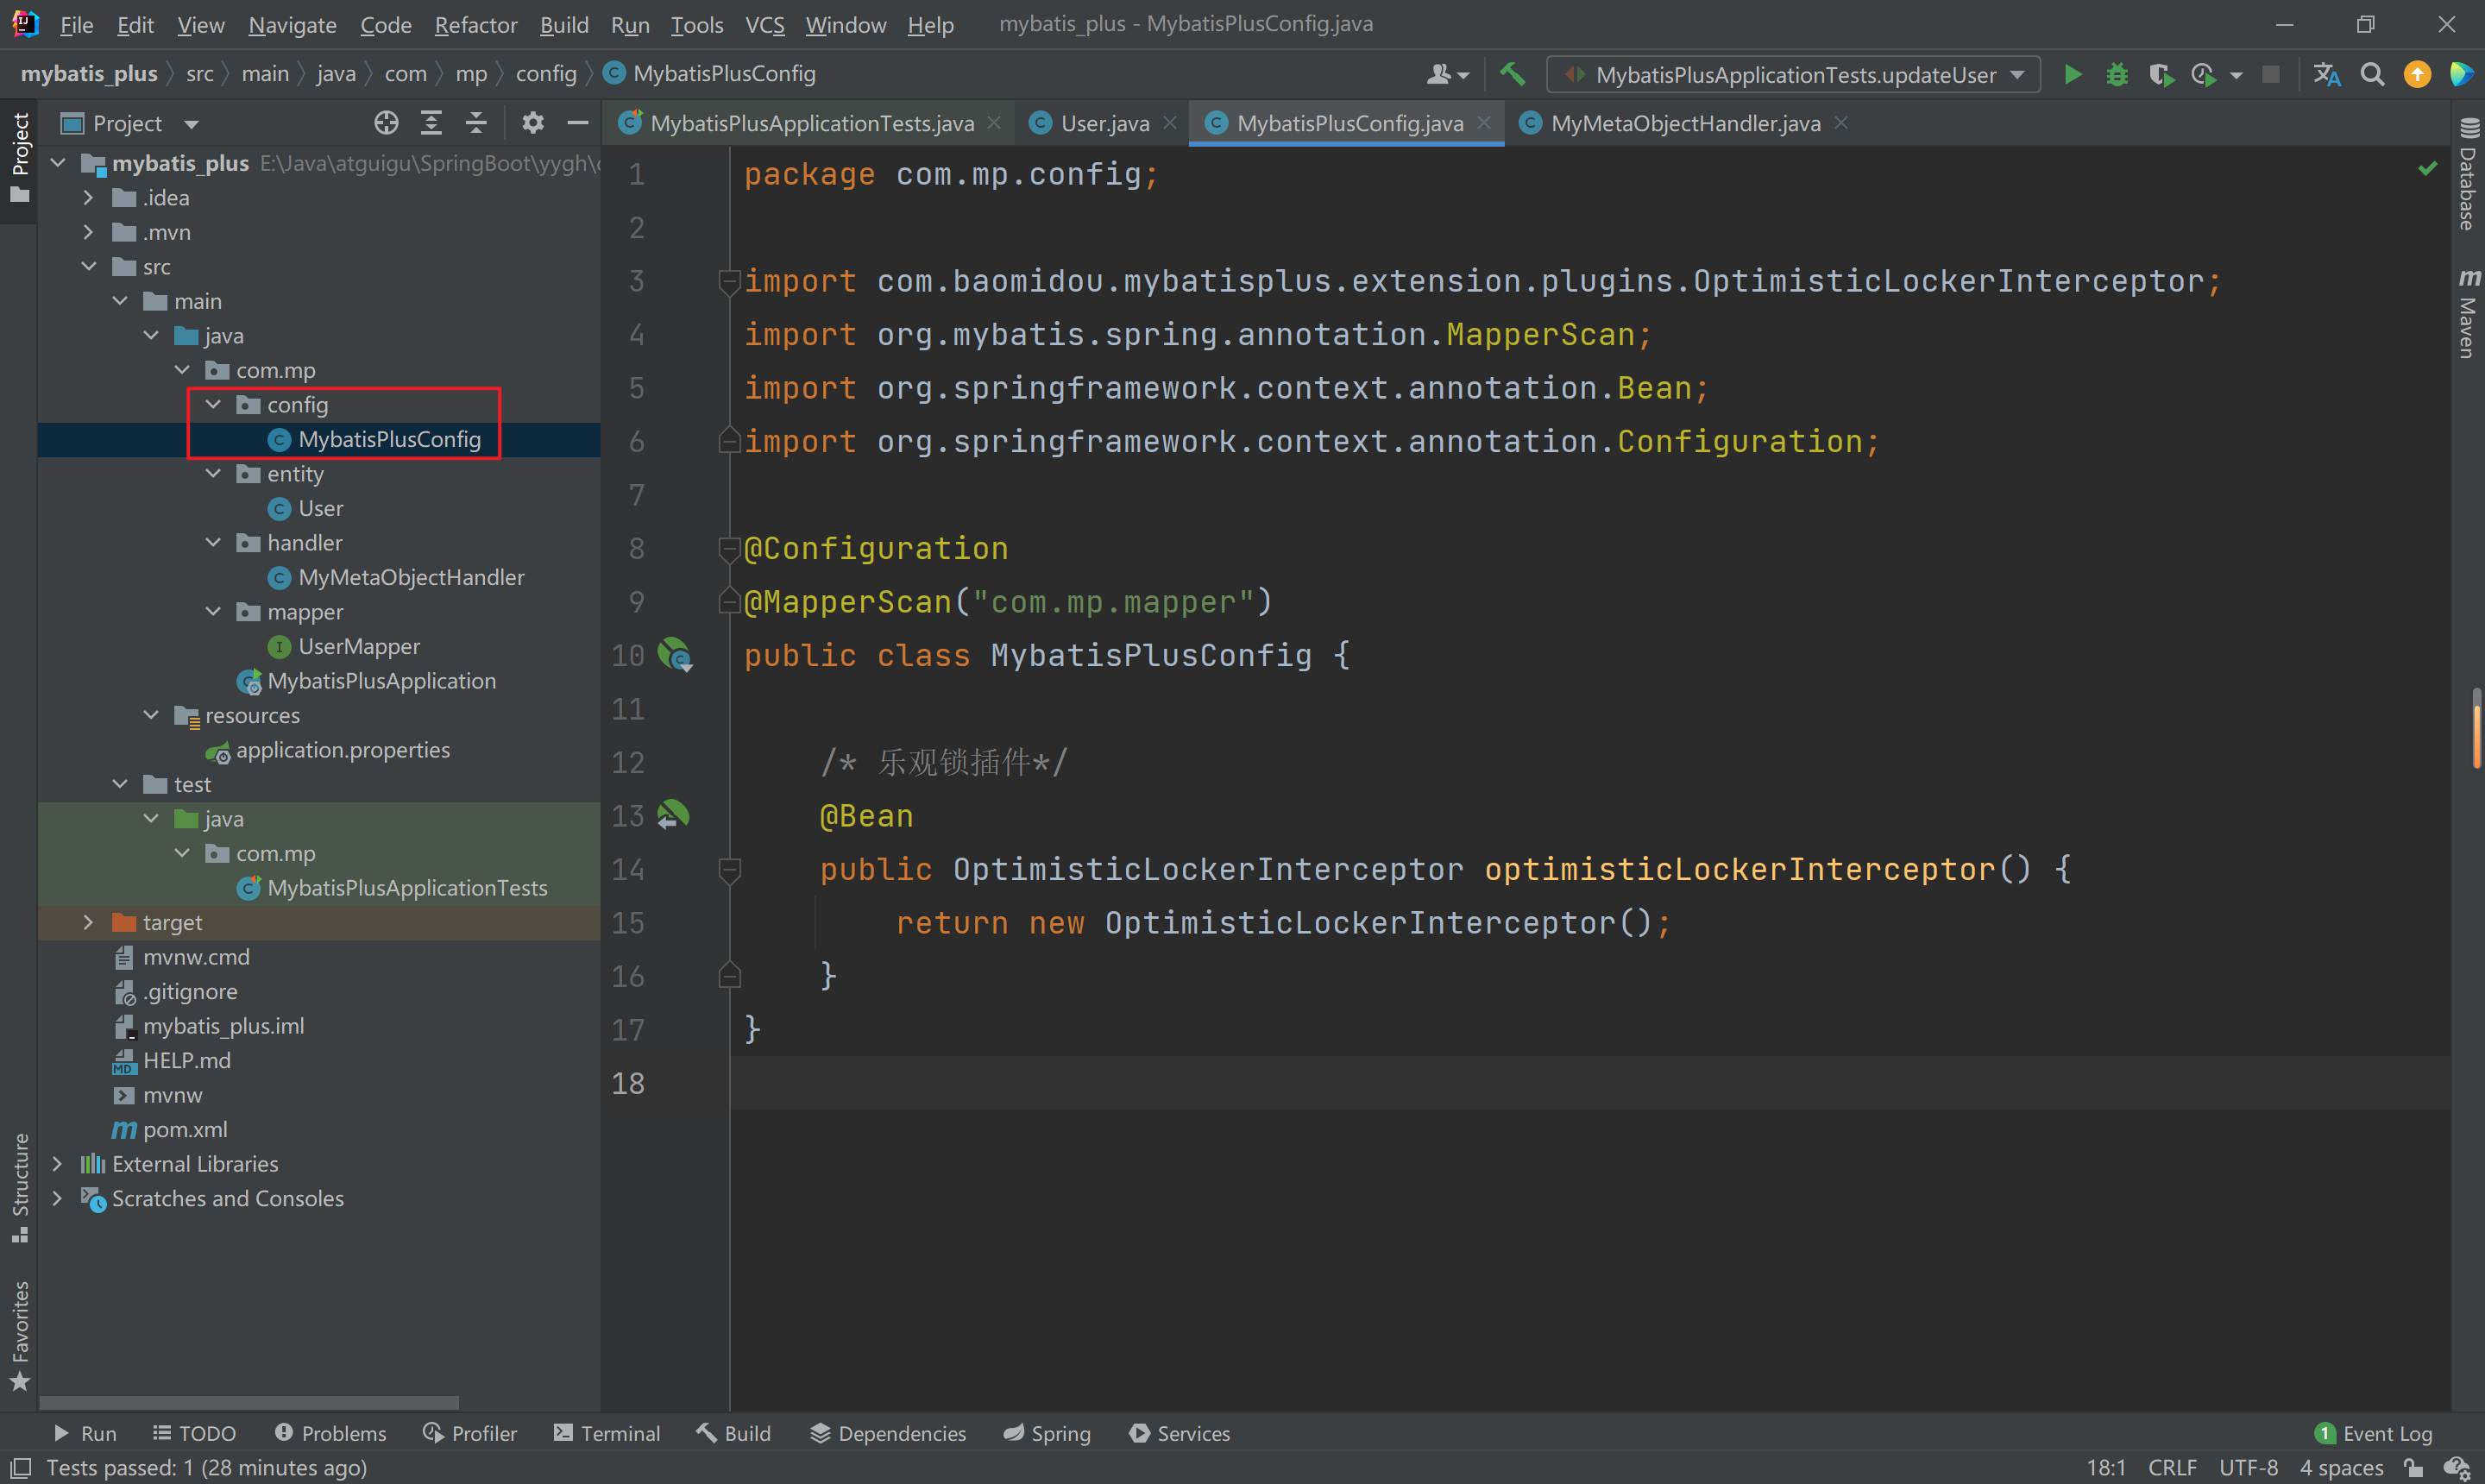 File Edit View Navigate Code Refactor Build Run Tools VCS Window Help mybatis_plus - MybatisPlusConfig.java
mybatis_plus src main java com mp config MybatisPlusConfig MybatisPlusApplicationTests.updateUser
Project
Project
MybatisPlusApplicationTests.java User.java MybatisPlusConfig.java MyMetaObjectHandler.java
mybatis_plus E:\Java\atguigu\SpringBoot\yygh\
.idea
.mvn
src
main
java
com.mp
config
MybatisPlusConfig
entity
User
handler
MyMetaObjectHandler
mapper
UserMapper
MybatisPlusApplication
resources
application.properties
test
java
com.mp
MybatisPlusApplicationTests
target
mvnw.cmd
.gitignore
mybatis_plus.iml
HELP.md
mvnw
pom.xml
External Libraries
Scratches and Consoles
Structure
Favorites
1 package com.mp.config;
2
3 import com.baomidou.mybatisplus.extension.plugins.OptimisticLockerInterceptor;
4 import org.mybatis.spring.annotation.MapperScan;
5 import org.springframework.context.annotation.Bean;
6 import org.springframework.context.annotation.Configuration;
7
8 @Configuration
9 @MapperScan("com.mp.mapper")
10 public class MybatisPlusConfig {
11
12 /* 乐观锁插件*/
13 @Bean
14 public OptimisticLockerInterceptor optimisticLockerInterceptor() {
15 return new OptimisticLockerInterceptor();
16 }
17 }
18
Database
Maven
Run TODO Problems Profiler Terminal Build Dependencies Spring Services 1 Event Log
Tests passed: 1 (28 minutes ago) 18:1 CRLF UTF-8 4 spaces